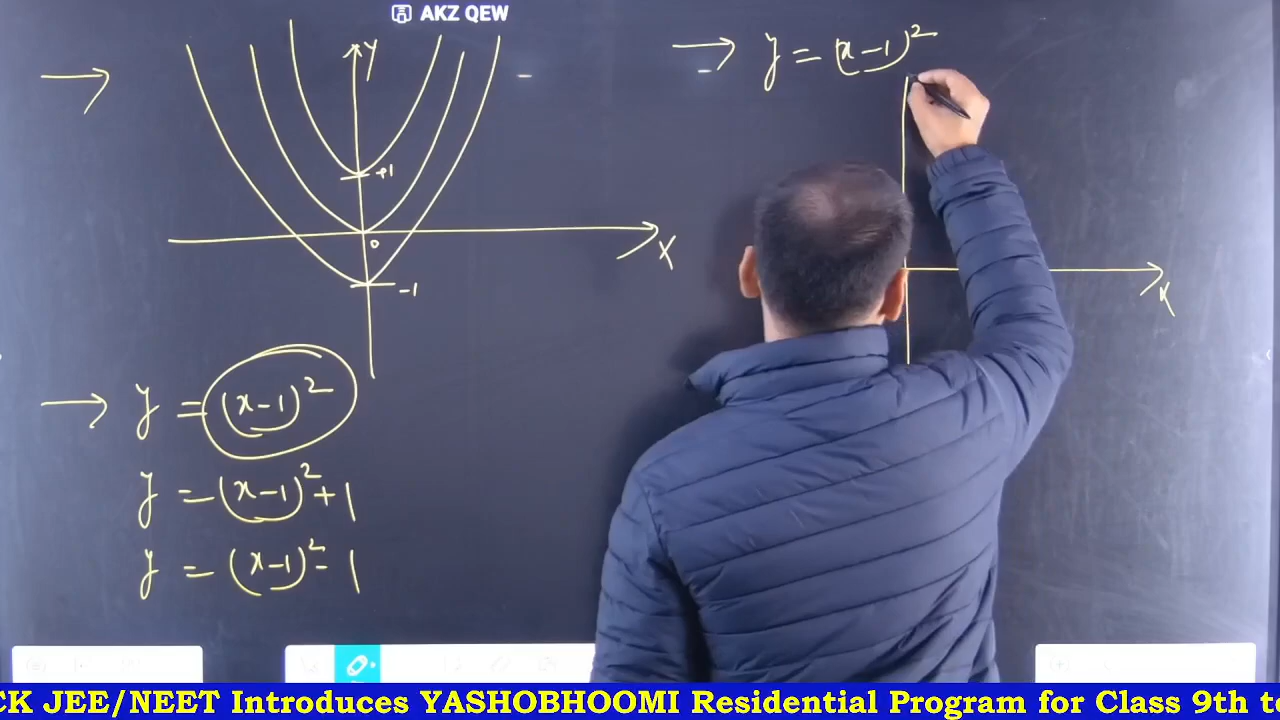 AKZ QEW
Y
+1
0
X
-1
y = (x-1)²
y = (x-1)² + 1
y = (x-1)² - 1
y = (x-1)²
X
CK JEE/NEET Introduces YASHOBHOOMI Residential Program for Class 9th t